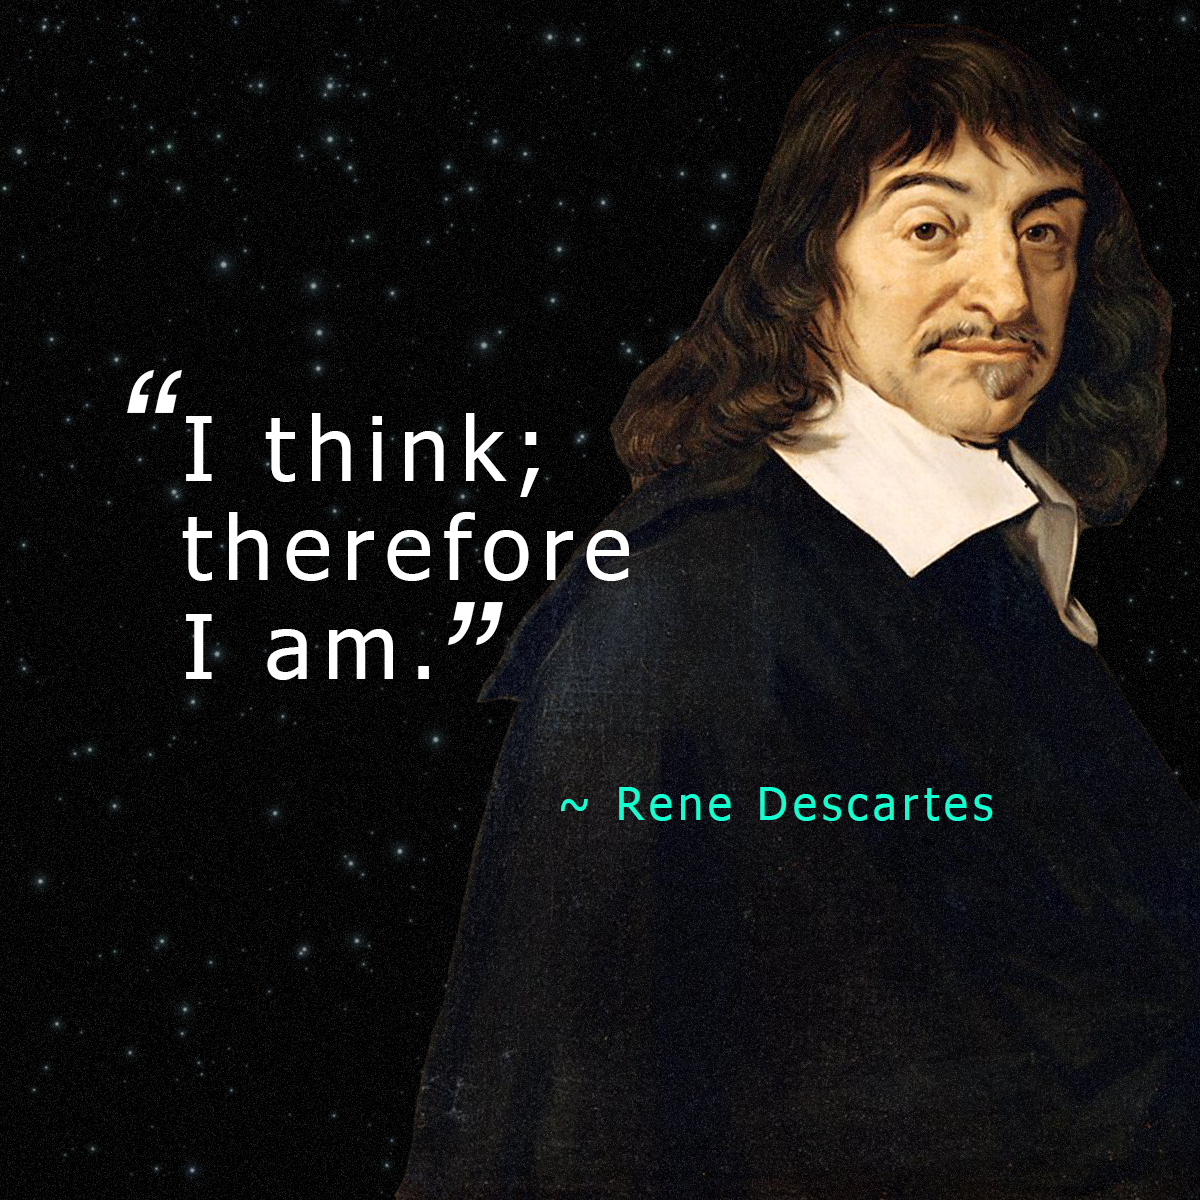 “I think;
therefore
I am.”
~ Rene Descartes